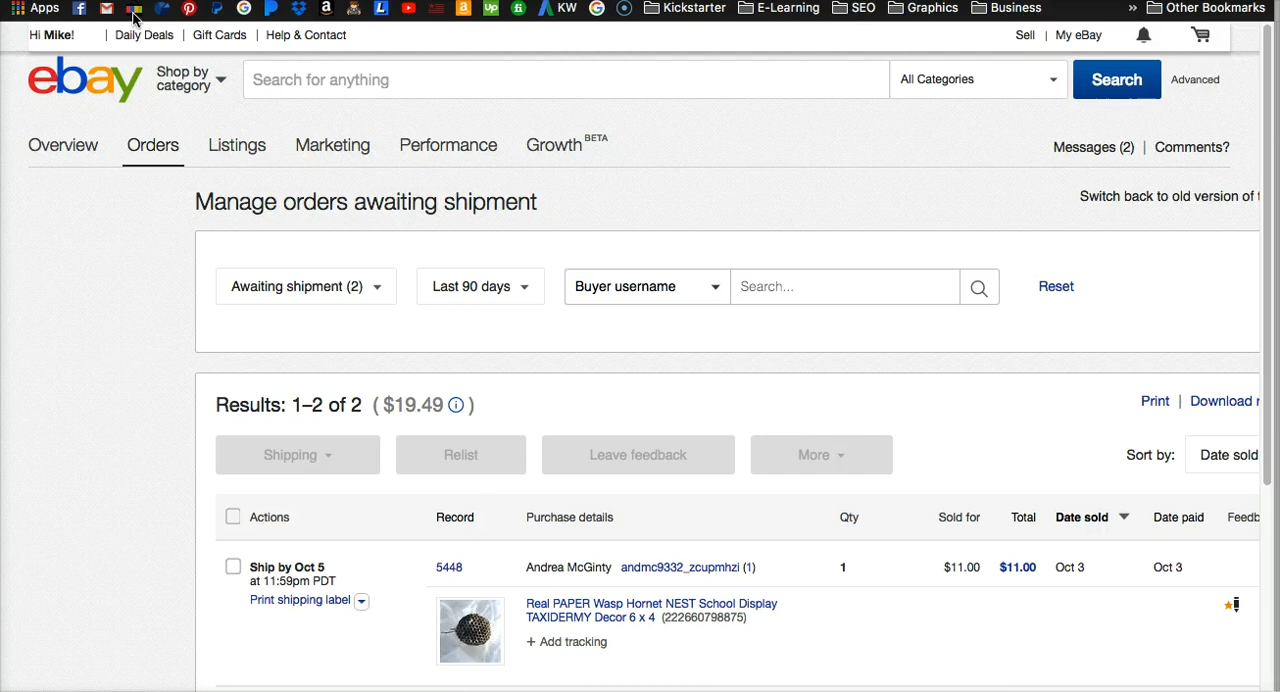 Apps Kickstarter E-Learning SEO Graphics Business » Other Bookmarks
Hi Mike! | Daily Deals | Gift Cards | Help & Contact Sell | My eBay
ebay Shop by category Search for anything All Categories Search Advanced
Overview Orders Listings Marketing Performance Growth BETA Messages (2) | Comments?
Manage orders awaiting shipment Switch back to old version of
Awaiting shipment (2) Last 90 days Buyer username Search... Reset
Results: 1–2 of 2 ( $19.49 ) Print | Download
Shipping Relist Leave feedback More Sort by: Date sold
Actions Record Purchase details Qty Sold for Total Date sold Date paid Feedb
Ship by Oct 5 5448 Andrea McGinty andmc9332_zcupmhzi (1) 1 $11.00 $11.00 Oct 3 Oct 3
at 11:59pm PDT
Print shipping label Real PAPER Wasp Hornet NEST School Display
TAXIDERMY Decor 6 x 4 (222660798875)
+ Add tracking